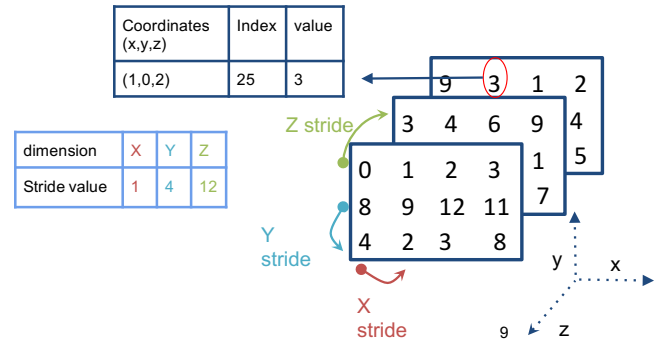 Coordinates (x,y,z) Index value
(1,0,2) 25 3
9 3 1 2
Z stride
3 4 6 9 4
dimension X Y Z
Stride value 1 4 12
0 1 2 3 1 5
8 9 12 11 7
Y stride
4 2 3 8
X stride
y x
z
9